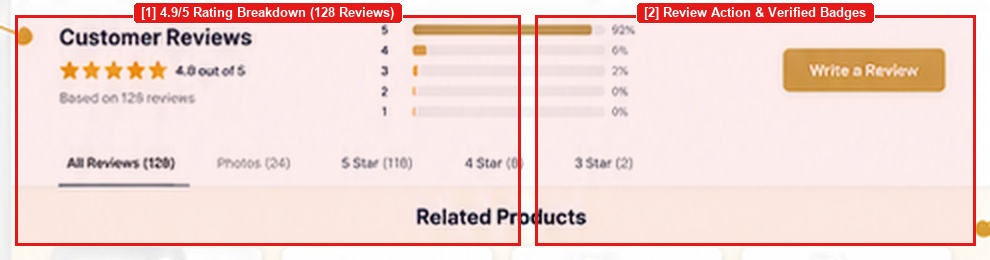 [1] 4.9/5 Rating Breakdown (128 Reviews)
[2] Review Action & Verified Badges
Customer Reviews
4.9 out of 5
Based on 128 reviews
5 92%
4 6%
3 2%
2 0%
1 0%
Write a Review
All Reviews (128)
Photos (24)
5 Star (118)
4 Star (8)
3 Star (2)
Related Products